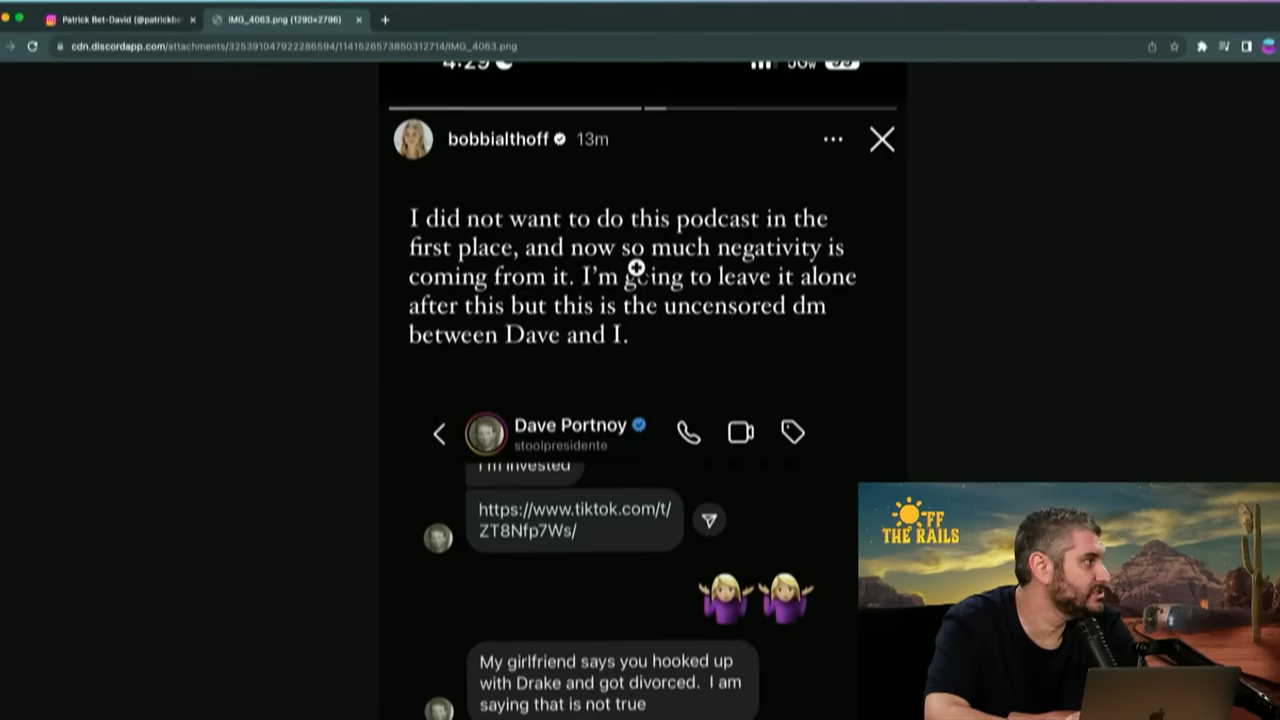 Patrick Bet-David (@patrickbe
IMG_4063.png (1290×2796)
cdn.discordapp.com/attachments/325391047922286594/1141526573850312714/IMG_4063.png
4:29
bobbialthoff 13m
I did not want to do this podcast in the
first place, and now so much negativity is
coming from it. I'm going to leave it alone
after this but this is the uncensored dm
between Dave and I.
Dave Portnoy
stoolpresidente
I'm invested
https://www.tiktok.com/t/
ZT8Nfp7Ws/
My girlfriend says you hooked up
with Drake and got divorced. I am
saying that is not true
OFF
THE RAILS